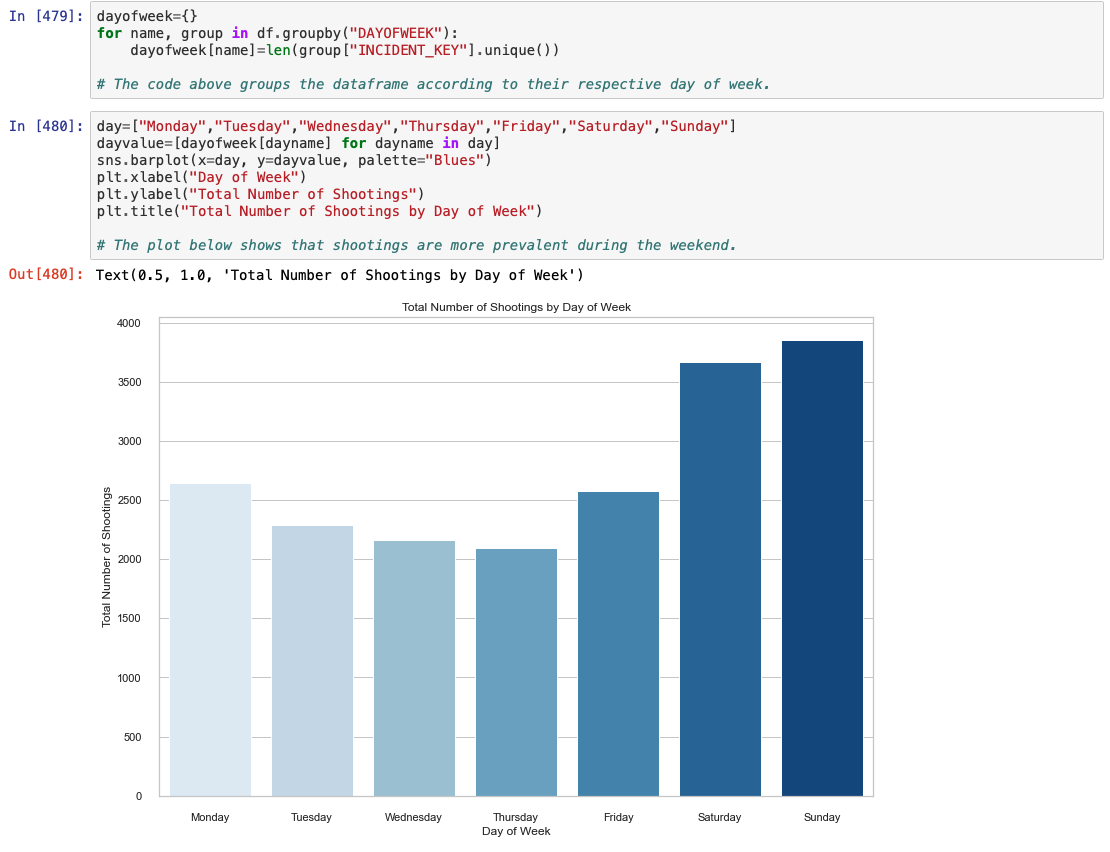 In [479]: dayofweek={}
for name, group in df.groupby("DAYOFWEEK"):
    dayofweek[name]=len(group["INCIDENT_KEY"].unique())
# The code above groups the dataframe according to their respective day of week.
In [480]: day=["Monday","Tuesday","Wednesday","Thursday","Friday","Saturday","Sunday"]
dayvalue=[dayofweek[dayname] for dayname in day]
sns.barplot(x=day, y=dayvalue, palette="Blues")
plt.xlabel("Day of Week")
plt.ylabel("Total Number of Shootings")
plt.title("Total Number of Shootings by Day of Week")
# The plot below shows that shootings are more prevalent during the weekend.
Out[480]: Text(0.5, 1.0, 'Total Number of Shootings by Day of Week')
Total Number of Shootings by Day of Week
Total Number of Shootings
4000
3500
3000
2500
2000
1500
1000
500
0
Monday Tuesday Wednesday Thursday Friday Saturday Sunday
Day of Week